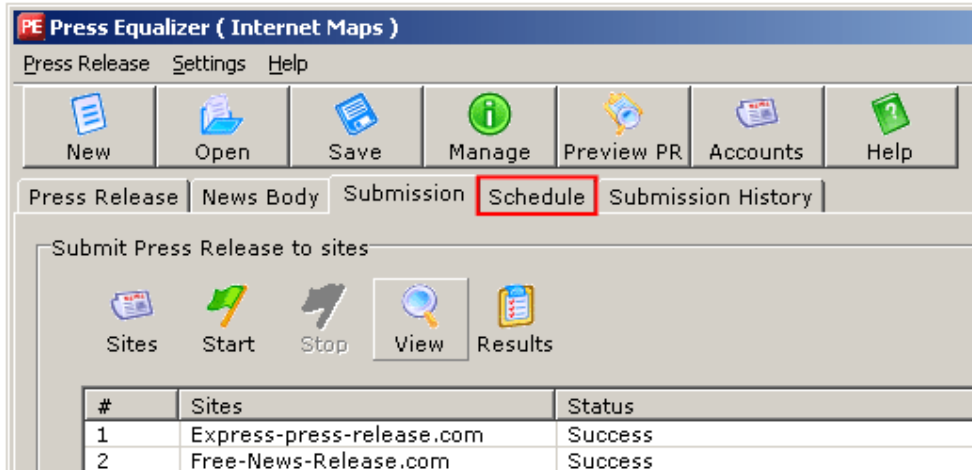 PE Press Equalizer ( Internet Maps )
Press Release Settings Help
New Open Save Manage Preview PR Accounts Help
Press Release News Body Submission Schedule Submission History
Submit Press Release to sites
Sites Start Stop View Results
# Sites Status
1 Express-press-release.com Success
2 Free-News-Release.com Success